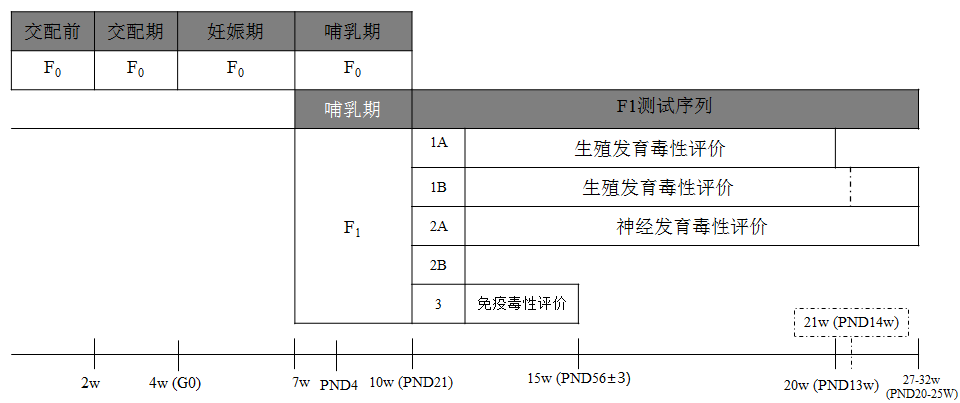 交配前 交配期 妊娠期 哺乳期
F0 F0 F0 F0
哺乳期 F1测试序列
1A 生殖发育毒性评价
1B 生殖发育毒性评价
F1 2A 神经发育毒性评价
2B
3 免疫毒性评价
21w (PND14w)
2w 4w (G0) 7w PND4 10w (PND21) 15w (PND56±3) 20w (PND13w) 27-32w
(PND20-25W)